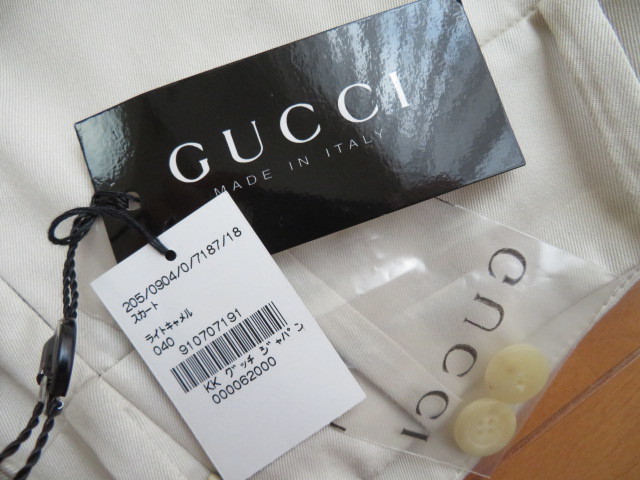 GUCCI
MADE IN ITALY
205/0904/0/7187/18
スカート
ライトキャメル
040
910707191
KK グッチ ジャパン
000062000
GUCCI